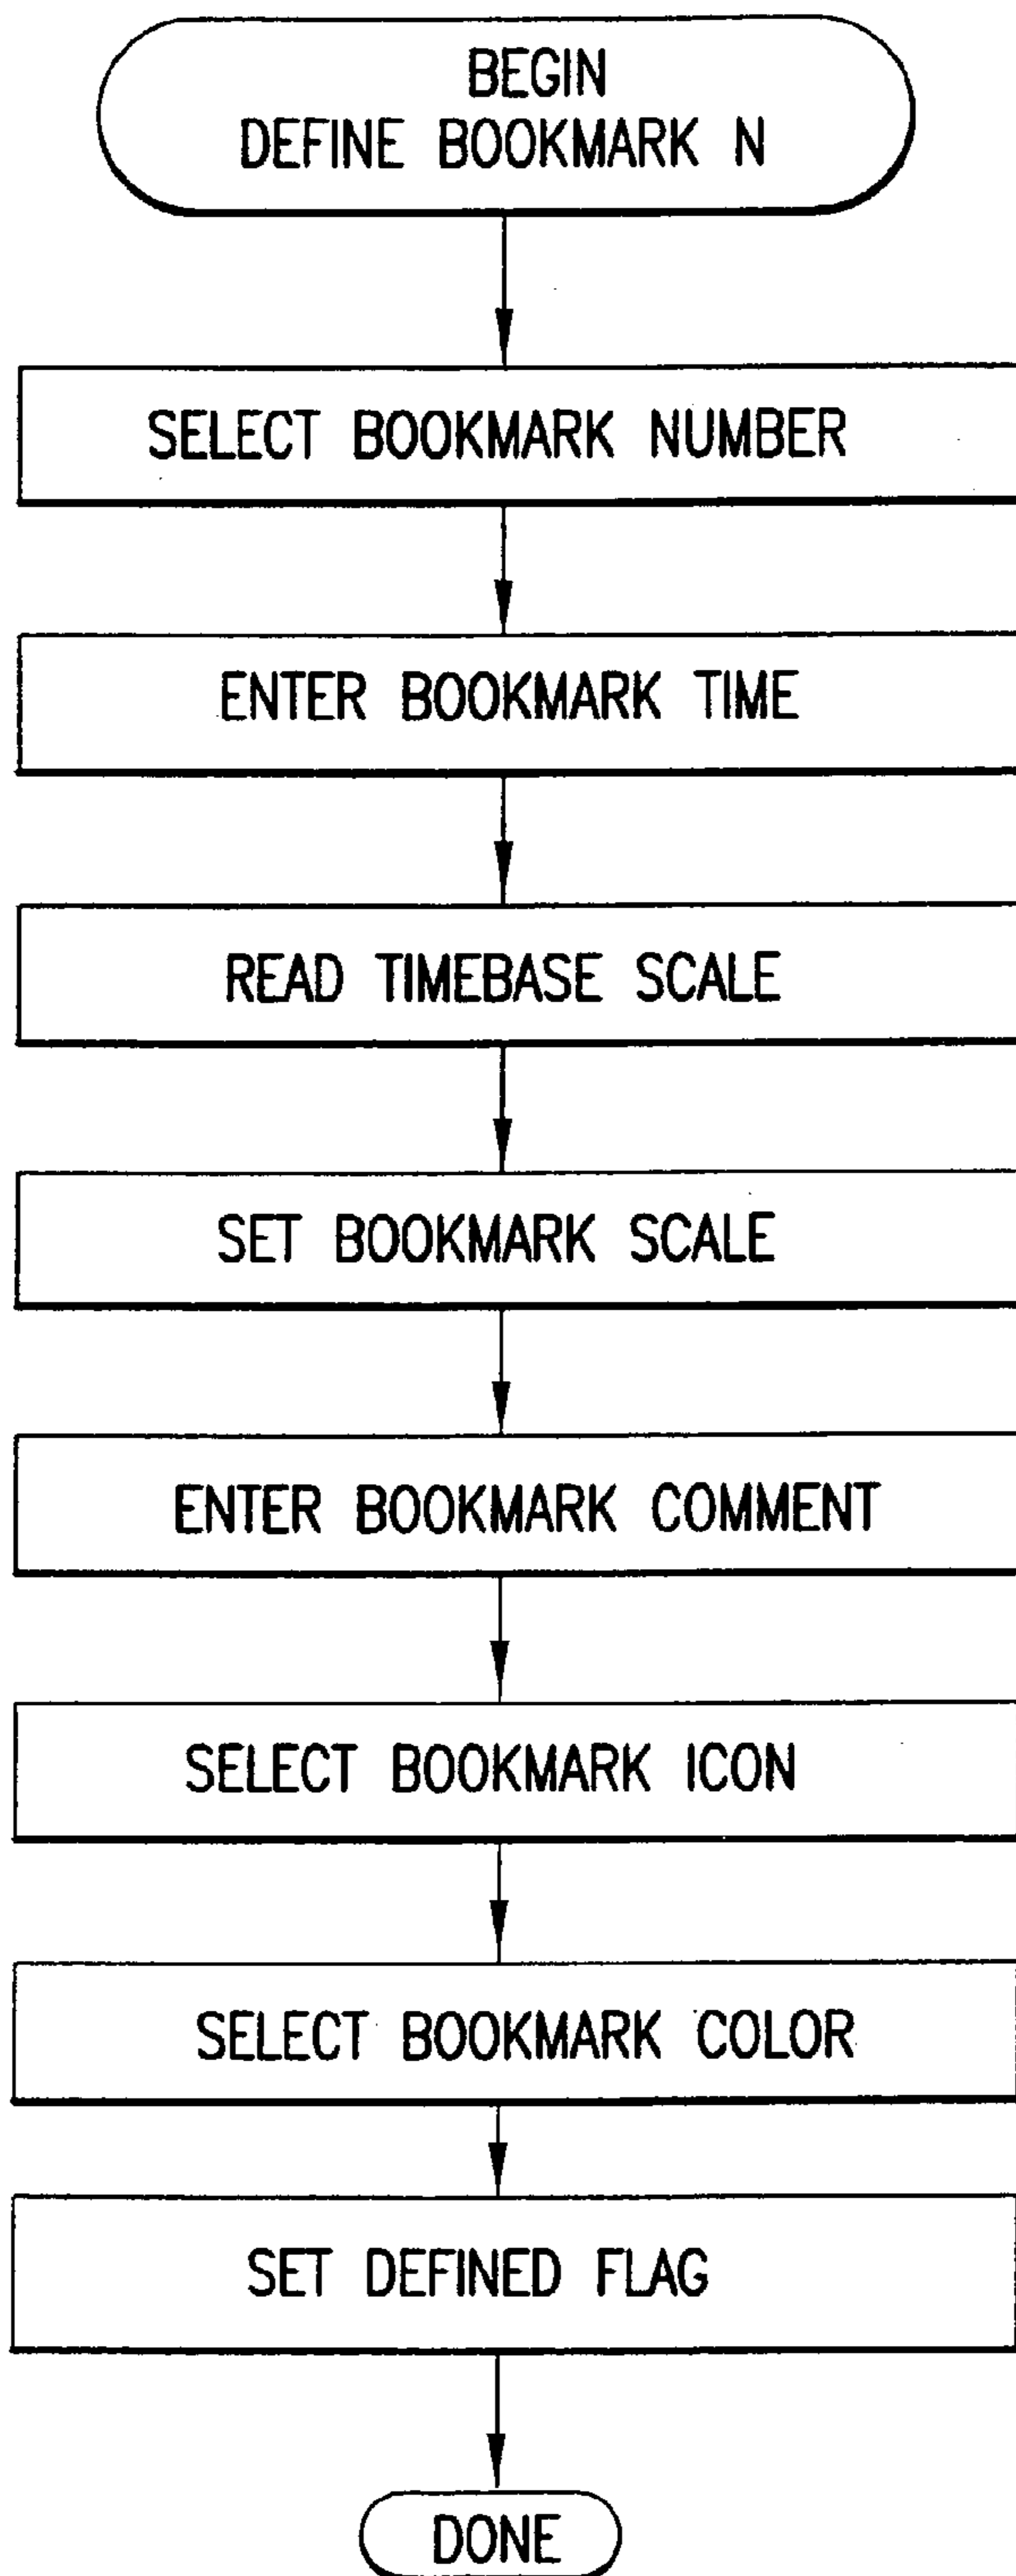 BEGIN
DEFINE BOOKMARK N
SELECT BOOKMARK NUMBER
ENTER BOOKMARK TIME
READ TIMEBASE SCALE
SET BOOKMARK SCALE
ENTER BOOKMARK COMMENT
SELECT BOOKMARK ICON
SELECT BOOKMARK COLOR
SET DEFINED FLAG
DONE